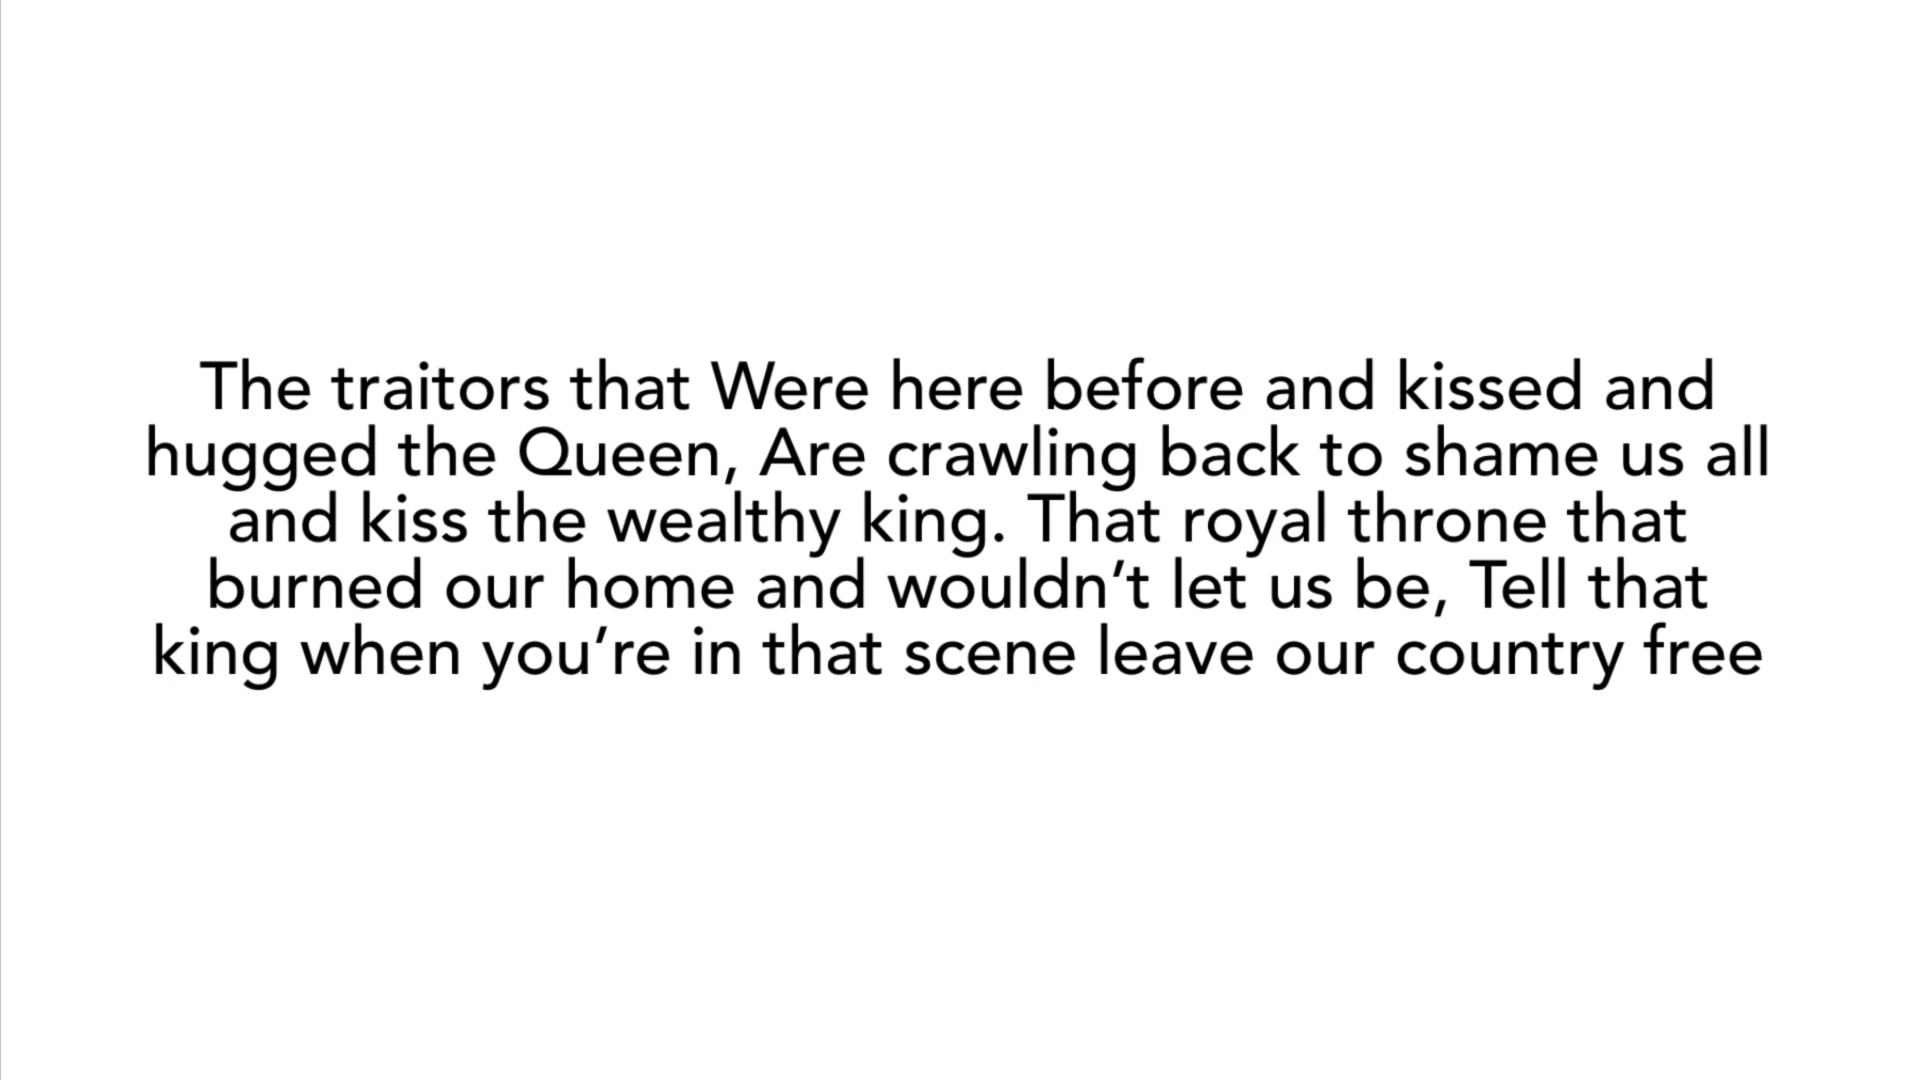 The traitors that Were here before and kissed and
hugged the Queen, Are crawling back to shame us all
and kiss the wealthy king. That royal throne that
burned our home and wouldn’t let us be, Tell that
king when you’re in that scene leave our country free